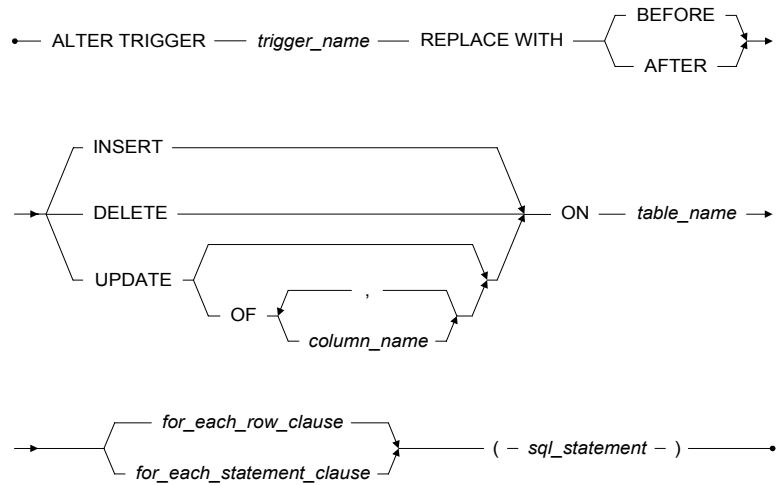 BEFORE
ALTER TRIGGER trigger_name REPLACE WITH
AFTER
INSERT
DELETE ON table_name
UPDATE
,
OF
column_name
for_each_row_clause
( sql_statement )
for_each_statement_clause